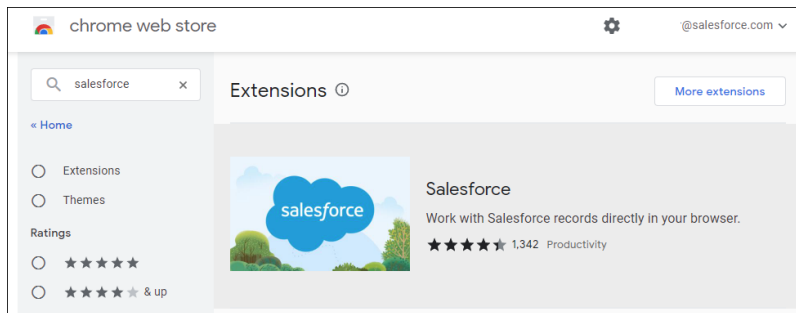 chrome web store
@salesforce.com
salesforce
« Home
Extensions
Themes
Ratings
& up
Extensions
More extensions
salesforce
Salesforce
Work with Salesforce records directly in your browser.
1,342 Productivity